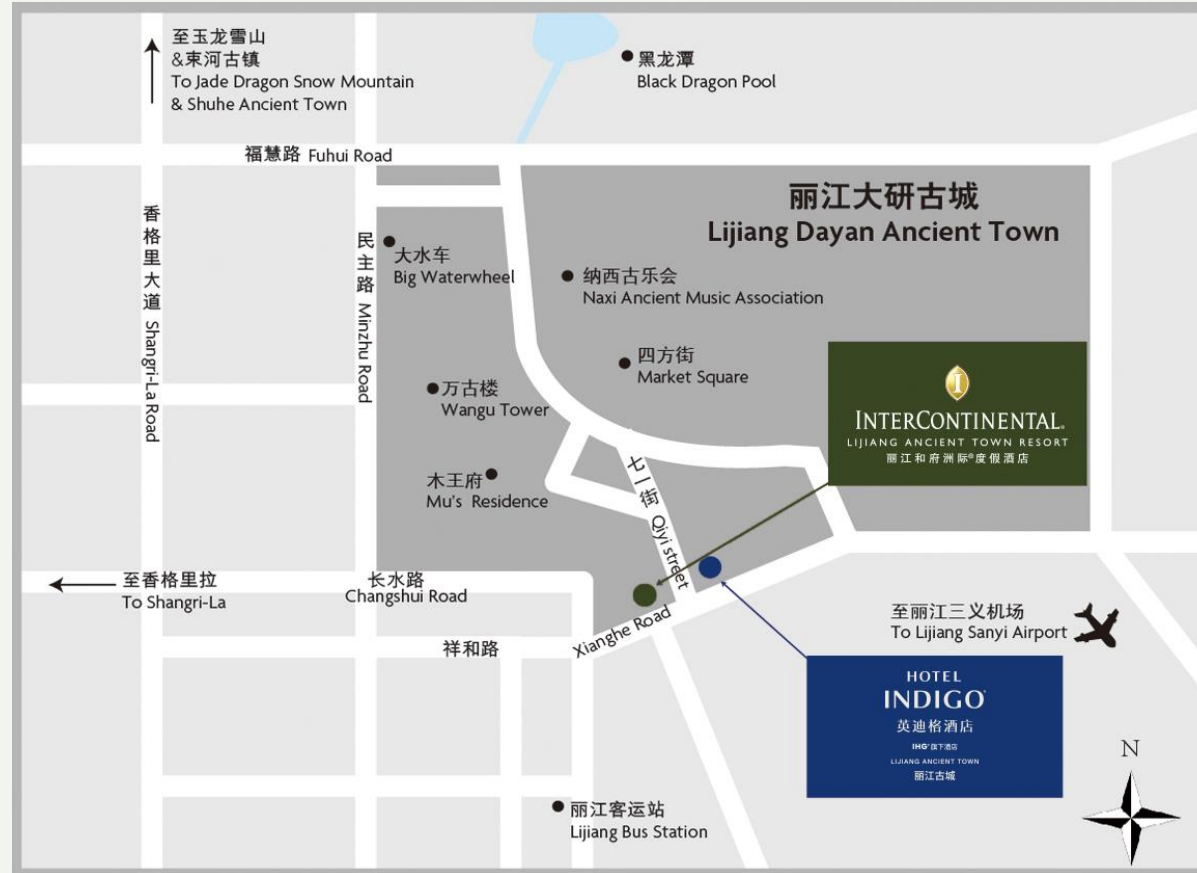 至玉龙雪山
&束河古镇
To Jade Dragon Snow Mountain
& Shuhe Ancient Town
黑龙潭
Black Dragon Pool
福慧路 Fuhui Road
丽江大研古城
Lijiang Dayan Ancient Town
香格里大道 Shangri-La Road
民主路 Minzhu Road
大水车
Big Waterwheel
纳西古乐会
Naxi Ancient Music Association
四方街
Market Square
万古楼
Wangu Tower
INTERCONTINENTAL®
LIJIANG ANCIENT TOWN RESORT
丽江和府洲际®度假酒店
木王府
Mu's Residence
七一街 Qiyi street
至香格里拉
To Shangri-La
长水路
Changshui Road
祥和路
Xianghe Road
至丽江三义机场
To Lijiang Sanyi Airport
HOTEL
INDIGO®
英迪格酒店
IHG® 旗下酒店
LIJIANG ANCIENT TOWN
丽江古城
N
丽江客运站
Lijiang Bus Station